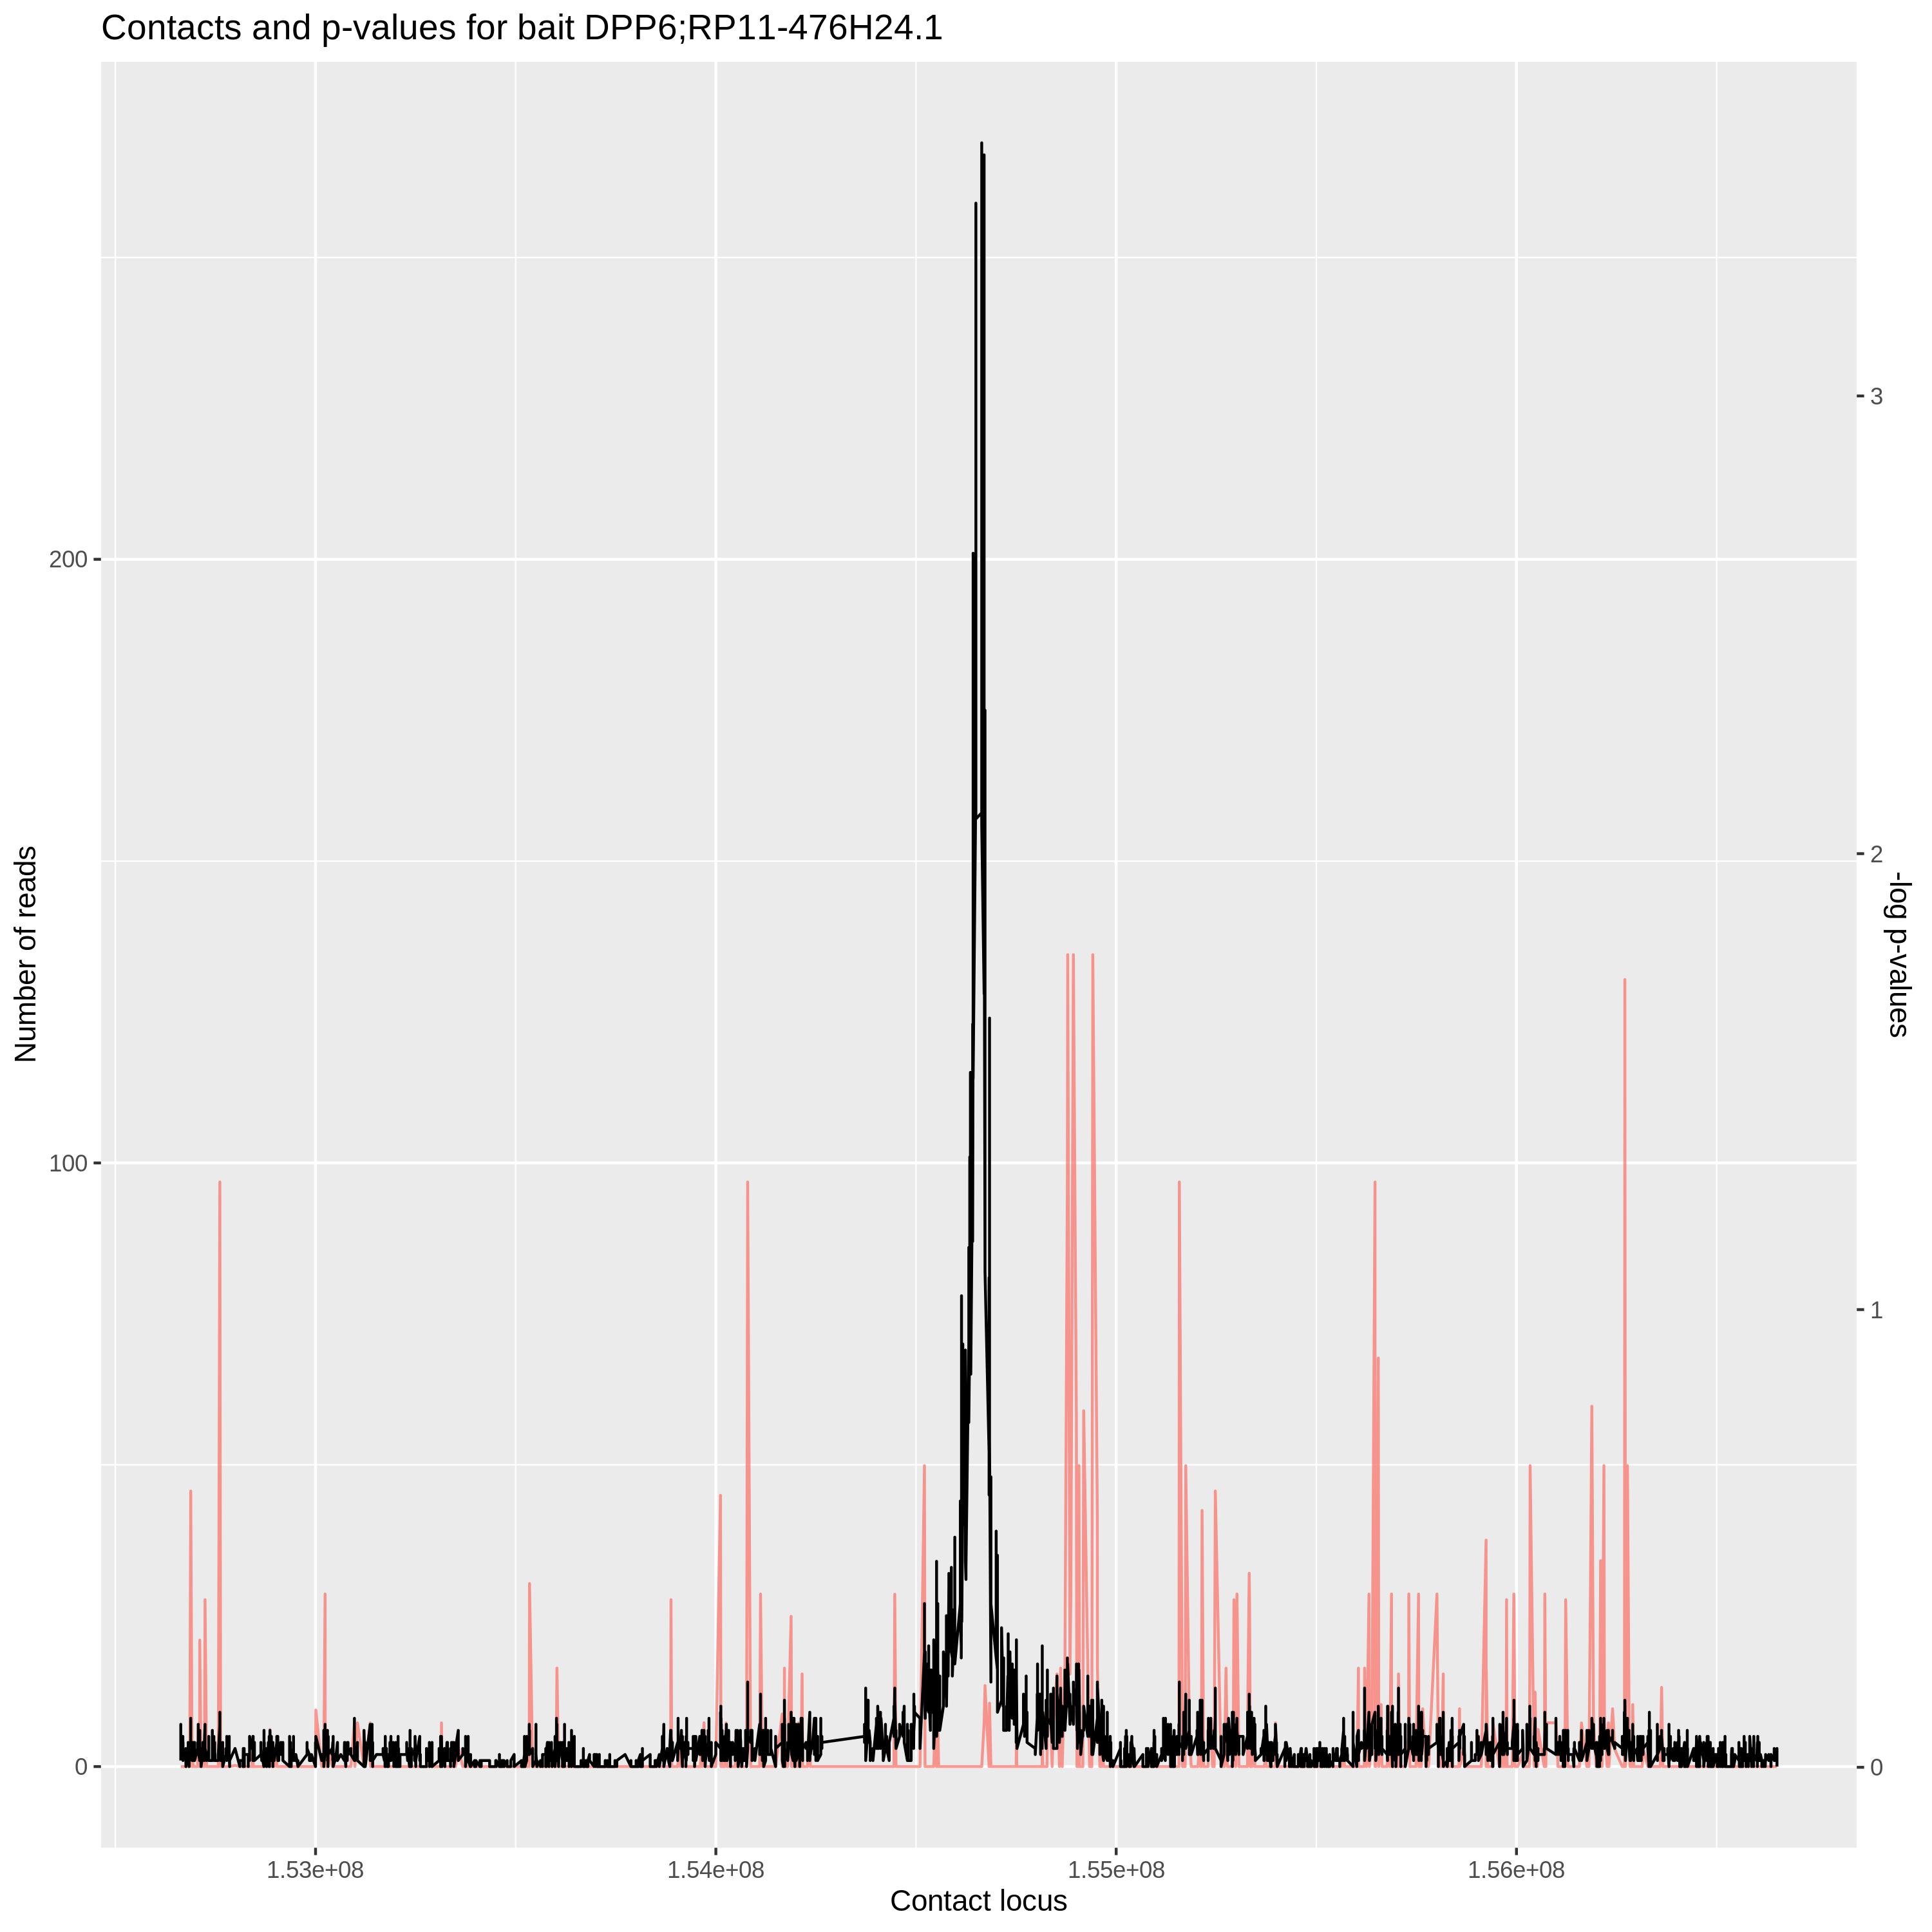 Contacts and p-values for bait DPP6;RP11-476H24.1
3
200
2
Number of reads
-log p-values
100
1
0
0
1.53e+08
1.54e+08
1.55e+08
1.56e+08
Contact locus